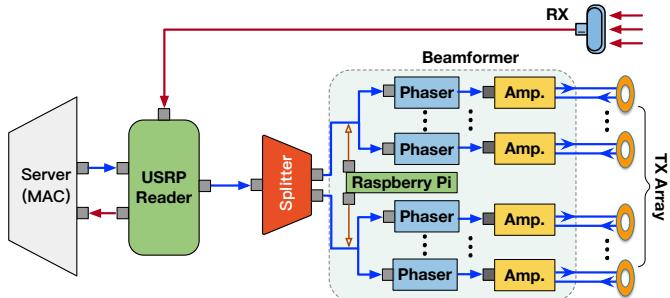 RX
Beamformer
Phaser
Amp.
Server
(MAC)
USRP
Reader
Splitter
Phaser
Amp.
Raspberry Pi
TX Array
Phaser
Amp.
Phaser
Amp.